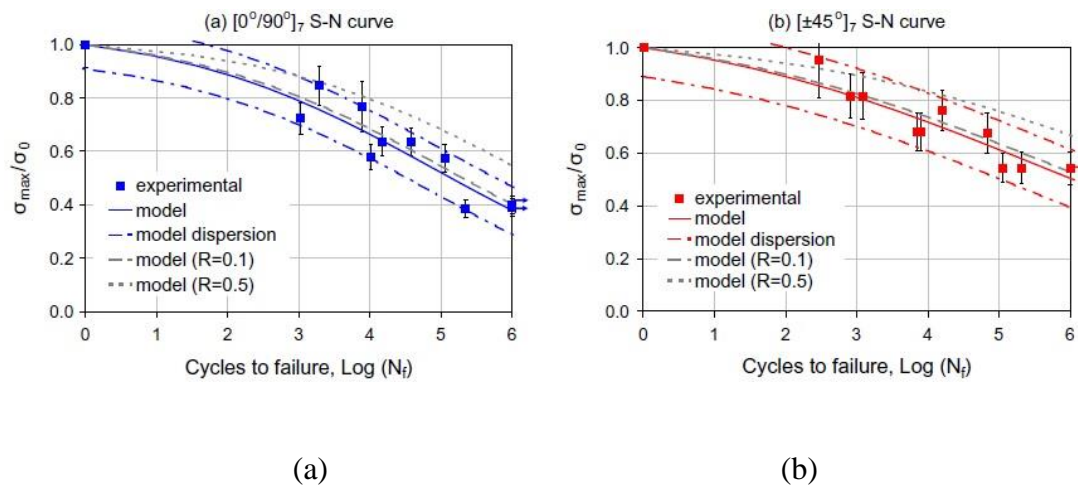 (a) [0°/90°]₇ S-N curve
1.0
0.8
0.6
0.4
0.2
0.0
σmax/σ0
experimental
model
model dispersion
model (R=0.1)
model (R=0.5)
0 1 2 3 4 5 6
Cycles to failure, Log (Nf)
(a)
(b) [±45°]₇ S-N curve
1.0
0.8
0.6
0.4
0.2
0.0
σmax/σ0
experimental
model
model dispersion
model (R=0.1)
model (R=0.5)
0 1 2 3 4 5 6
Cycles to failure, Log (Nf)
(b)